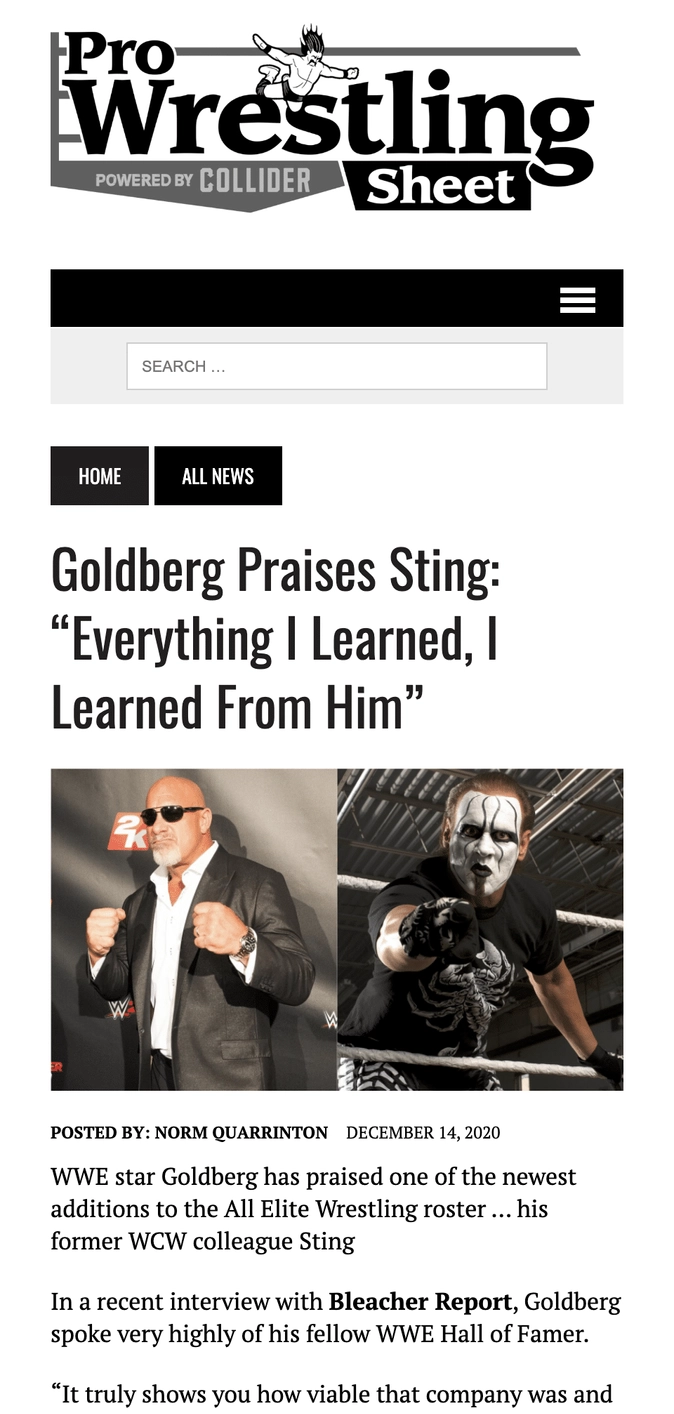 Pro
Wrestling
POWERED BY COLLIDER
Sheet
SEARCH …
HOME
ALL NEWS
Goldberg Praises Sting:
“Everything I Learned, I
Learned From Him”
2K
W
W
ER
POSTED BY: NORM QUARRINTON DECEMBER 14, 2020
WWE star Goldberg has praised one of the newest
additions to the All Elite Wrestling roster … his
former WCW colleague Sting
In a recent interview with Bleacher Report, Goldberg
spoke very highly of his fellow WWE Hall of Famer.
“It truly shows you how viable that company was and